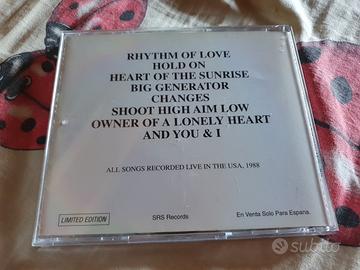 RHYTHM OF LOVE
HOLD ON
HEART OF THE SUNRISE
BIG GENERATOR
CHANGES
SHOOT HIGH AIM LOW
OWNER OF A LONELY HEART
AND YOU & I
ALL SONGS RECORDED LIVE IN THE USA, 1988
LIMITED EDITION
SRS Records
En Venta Solo Para Espana.
subito